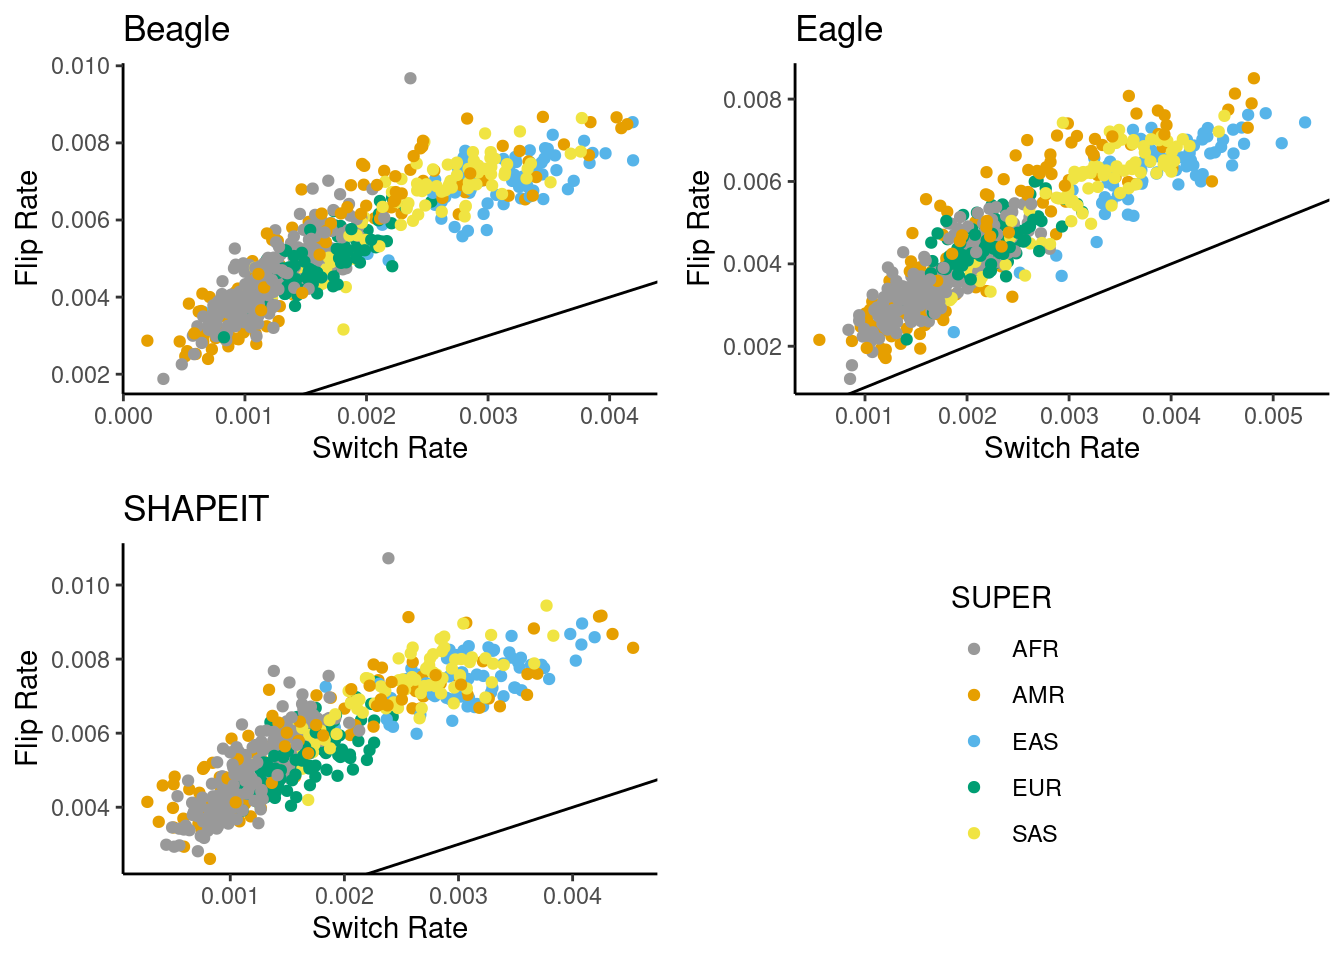 Beagle
Flip Rate
0.010
0.008
0.006
0.004
0.002
0.000 0.001 0.002 0.003 0.004
Switch Rate
Eagle
Flip Rate
0.008
0.006
0.004
0.002
0.001 0.002 0.003 0.004 0.005
Switch Rate
SHAPEIT
Flip Rate
0.010
0.008
0.006
0.004
0.001 0.002 0.003 0.004
Switch Rate
SUPER
AFR
AMR
EAS
EUR
SAS